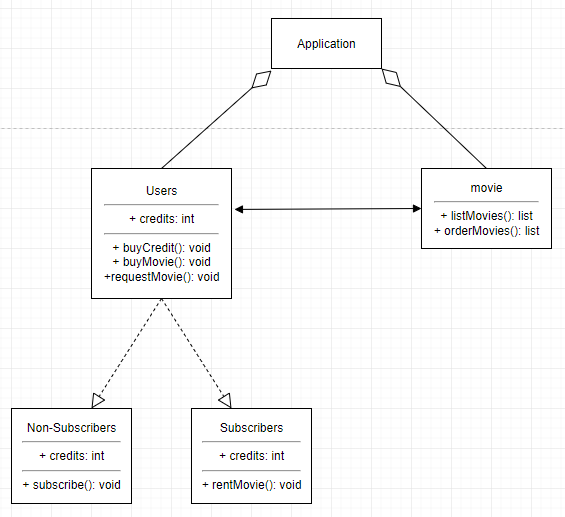 Application
Users
+ credits: int
+ buyCredit(): void
+ buyMovie(): void
+requestMovie(): void
movie
+ listMovies(): list
+ orderMovies(): list
Non-Subscribers
+ credits: int
+ subscribe(): void
Subscribers
+ credits: int
+ rentMovie(): void